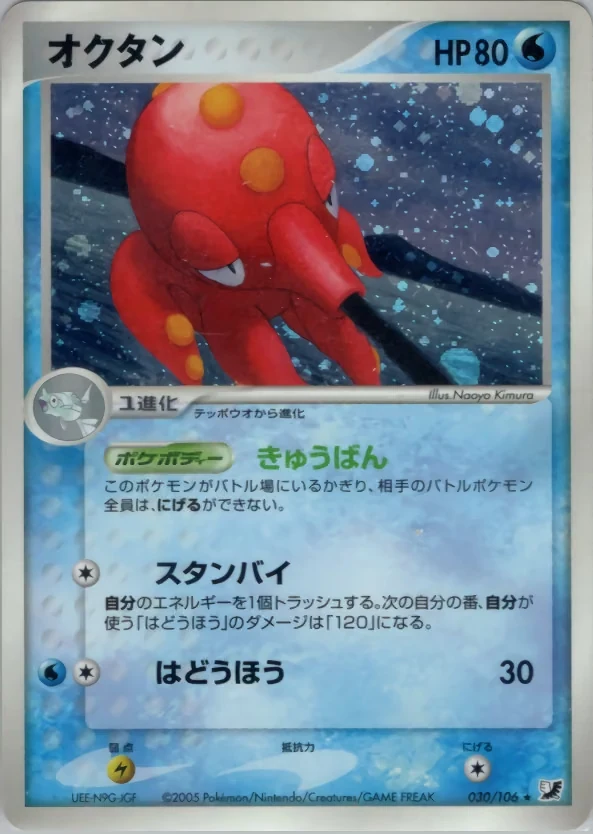 オクタン
HP80
Illus. Naoyo Kimura
1進化
テッポウオから進化
ポケボディー きゅうばん
このポケモンがバトル場にいるかぎり、相手のバトルポケモン
全員は、にげるができない。
スタンバイ
自分のエネルギーを1個トラッシュする。次の自分の番、自分が
使う「はどうほう」のダメージは「120」になる。
はどうほう 30
弱点 抵抗力 にげる
UEE-N9G-JGF ©2005 Pokémon/Nintendo/Creatures/GAME FREAK 030/106 ★